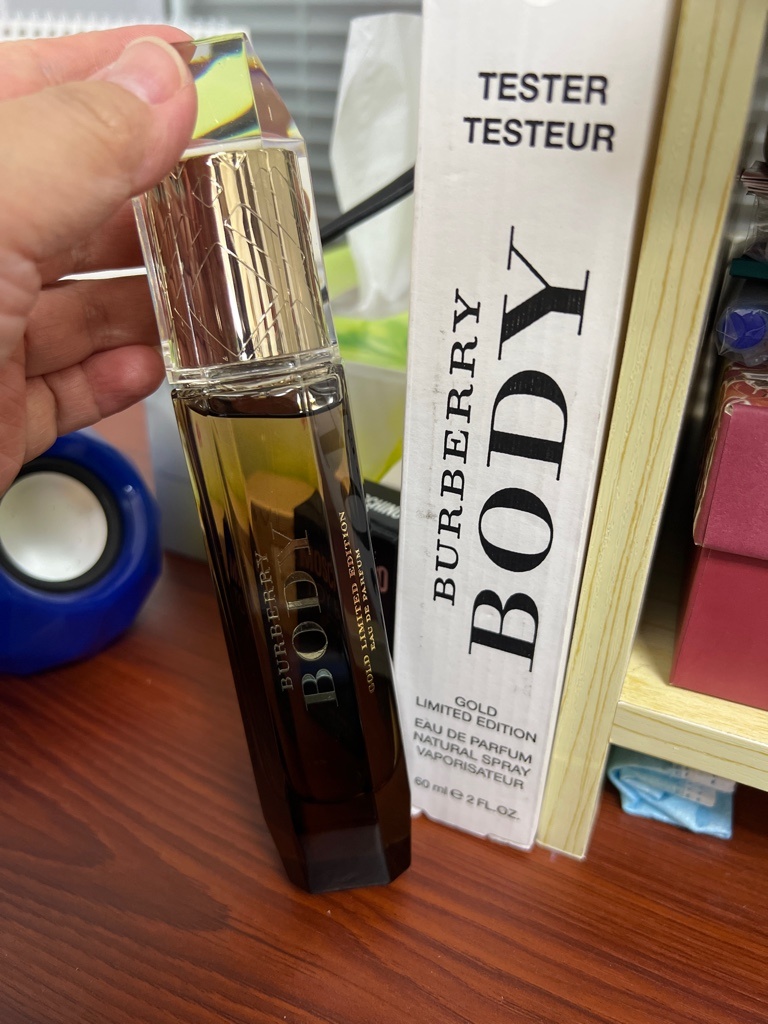 TESTER
TESTEUR
BURBERRY
BODY
GOLD
LIMITED EDITION
EAU DE PARFUM
NATURAL SPRAY
VAPORISATEUR
60 ml e 2 FL.OZ.
BURBERRY
BODY
GOLD LIMITED EDITION
EAU DE PARFUM